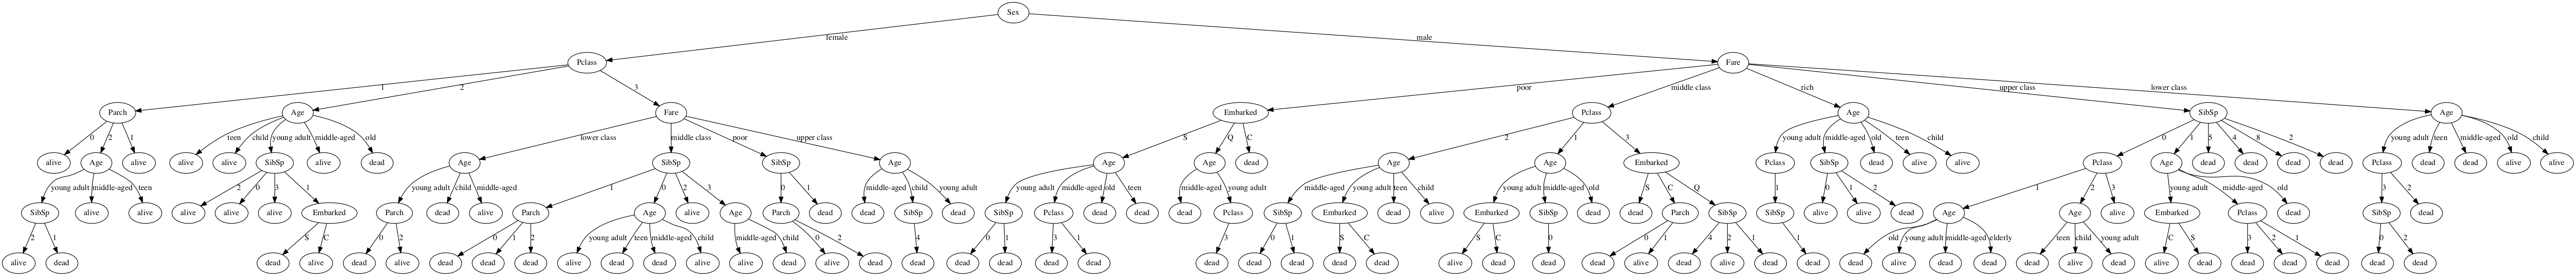 Sex
female male
Pclass Fare
1 2 3 poor middle class rich upper class lower class
Parch Age Fare Embarked Pclass Age SibSp Age
0 2 1 teen child young adult middle-aged old lower class middle class poor upper class S Q C 2 1 3 young adult middle-aged old teen child 0 1 5 4 8 2 young adult teen middle-aged old child
alive Age alive alive alive SibSp alive dead Age SibSp SibSp Age Age Age dead Age Age Embarked Pclass SibSp dead alive alive Pclass Age dead dead dead dead Pclass dead dead alive alive
young adult middle-aged teen 2 0 3 1 young adult child middle-aged 1 0 2 3 0 1 middle-aged child young adult young adult middle-aged old teen middle-aged young adult middle-aged young adult teen child young adult middle-aged old S C Q 1 0 1 2 1 2 3 young adult middle-aged old 3 2
SibSp alive alive alive alive alive Embarked Parch dead alive Parch Age alive Age Parch dead dead SibSp dead SibSp Pclass dead dead dead Pclass SibSp Embarked dead alive Embarked SibSp dead dead Parch SibSp SibSp alive alive dead Age Age alive Embarked Pclass dead SibSp dead
2 1 S C 0 2 0 1 2 young adult teen middle-aged child middle-aged child 0 2 4 0 1 3 1 3 0 1 S C S C 0 0 1 4 2 1 1 old young adult middle-aged elderly teen child young adult C S 3 2 1 0 2
alive dead dead alive dead alive dead dead dead alive dead dead alive alive dead alive dead dead dead dead dead dead dead dead dead dead dead alive dead dead dead alive dead alive dead dead dead alive dead dead dead alive dead alive dead dead dead dead dead dead